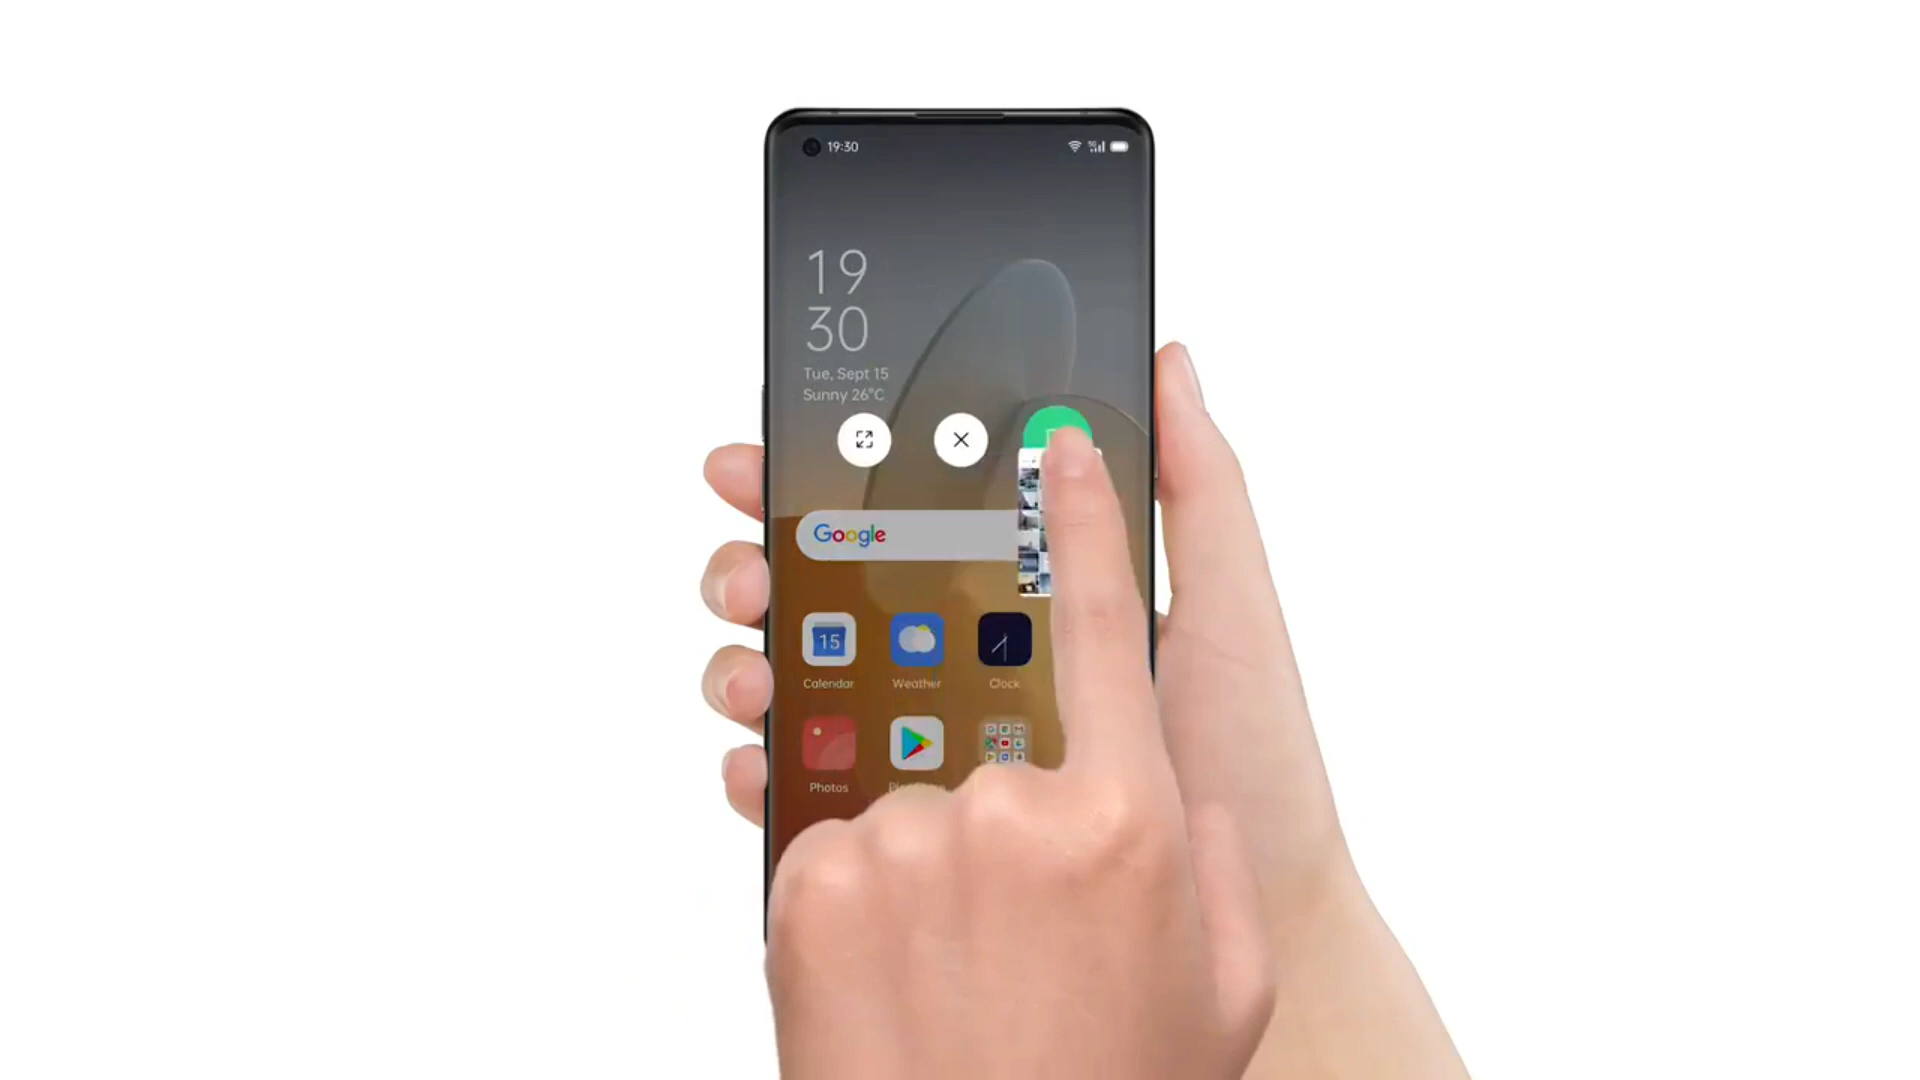 19:30
19
30
Tue, Sept 15
Sunny 26°C
Google
15
Calendar
Weather
Clock
Photos